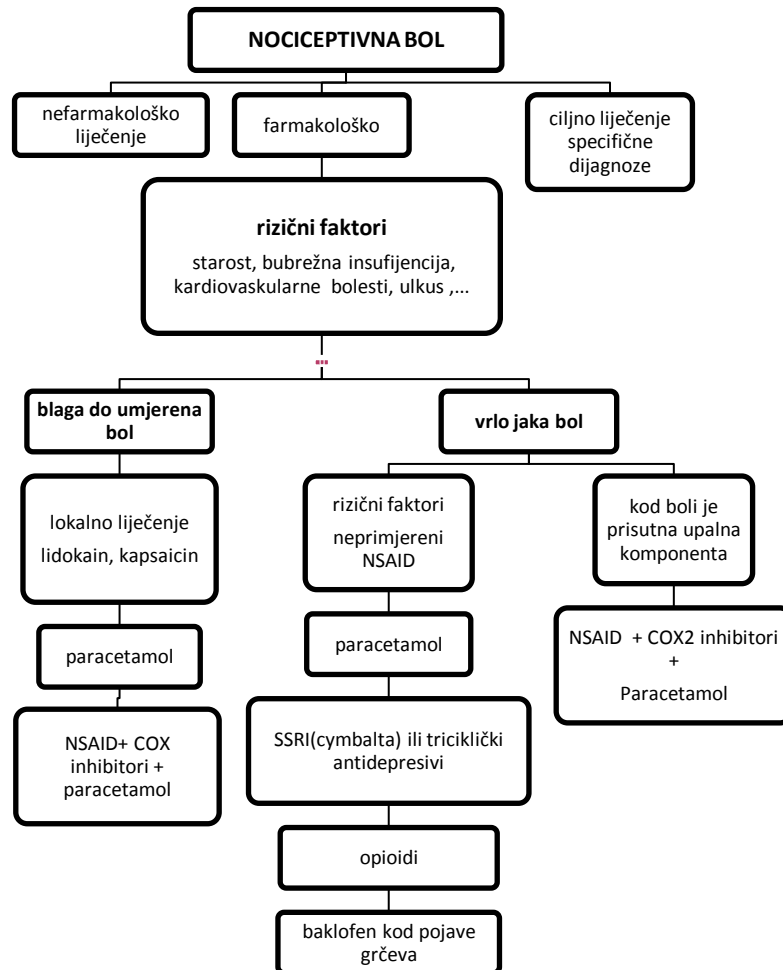 NOCICEPTIVNA BOL
nefarmakološko
liječenje
farmakološko
ciljno liječenje
specifične
dijagnoze
rizični faktori
starost, bubrežna insufijencija,
kardiovaskularne bolesti, ulkus ,...
blaga do umjerena
bol
vrlo jaka bol
lokalno liječenje
lidokain, kapsaicin
rizični faktori
neprimjereni
NSAID
kod boli je
prisutna upalna
komponenta
paracetamol
paracetamol
NSAID + COX2 inhibitori
+
Paracetamol
NSAID+ COX
inhibitori +
paracetamol
SSRI(cymbalta) ili triciklički
antidepresivi
opioidi
baklofen kod pojave
grčeva